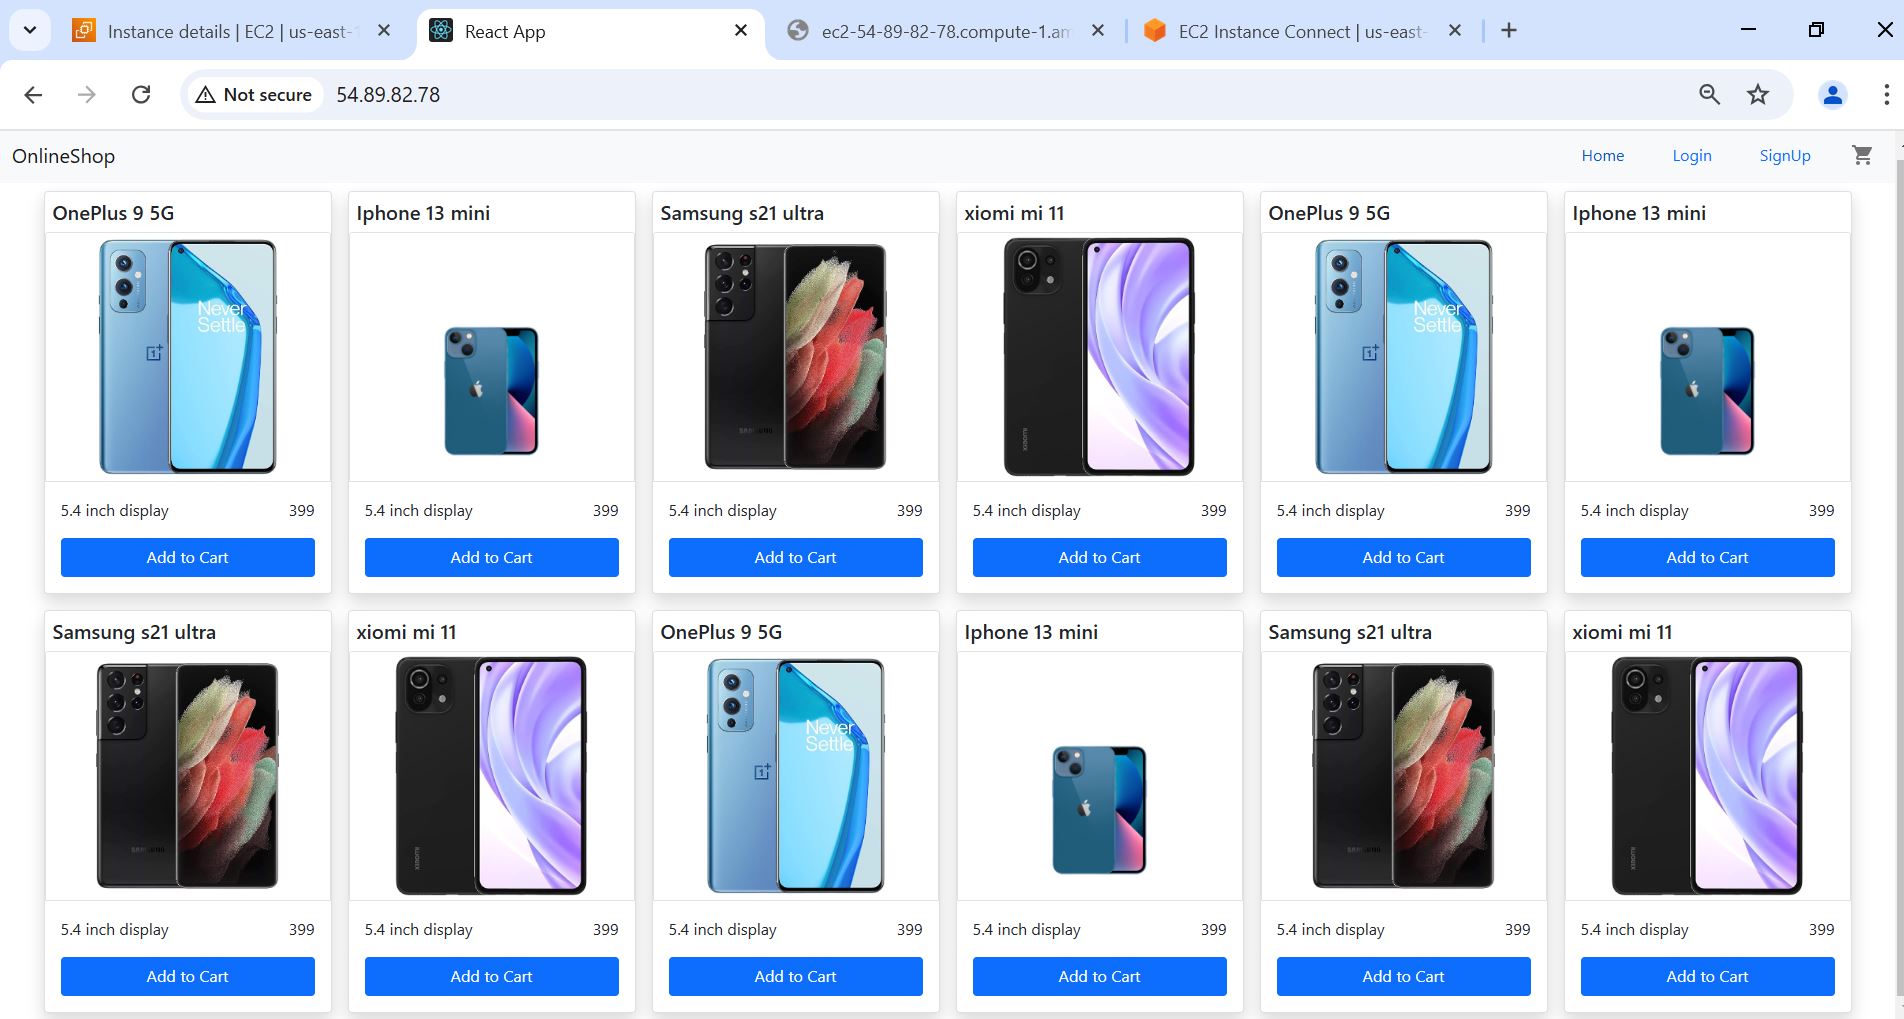 Instance details | EC2 | us-east-1
React App
ec2-54-89-82-78.compute-1.am
EC2 Instance Connect | us-east-
Not secure
54.89.82.78
OnlineShop
Home
Login
SignUp
OnePlus 9 5G
Iphone 13 mini
Samsung s21 ultra
xiomi mi 11
OnePlus 9 5G
Iphone 13 mini
Never
Settle
SAMSUNG
XIAOMI
Never
Settle
5.4 inch display 399
5.4 inch display 399
5.4 inch display 399
5.4 inch display 399
5.4 inch display 399
5.4 inch display 399
Add to Cart
Add to Cart
Add to Cart
Add to Cart
Add to Cart
Add to Cart
Samsung s21 ultra
xiomi mi 11
OnePlus 9 5G
Iphone 13 mini
Samsung s21 ultra
xiomi mi 11
SAMSUNG
XIAOMI
Never
Settle
SAMSUNG
XIAOMI
5.4 inch display 399
5.4 inch display 399
5.4 inch display 399
5.4 inch display 399
5.4 inch display 399
5.4 inch display 399
Add to Cart
Add to Cart
Add to Cart
Add to Cart
Add to Cart
Add to Cart